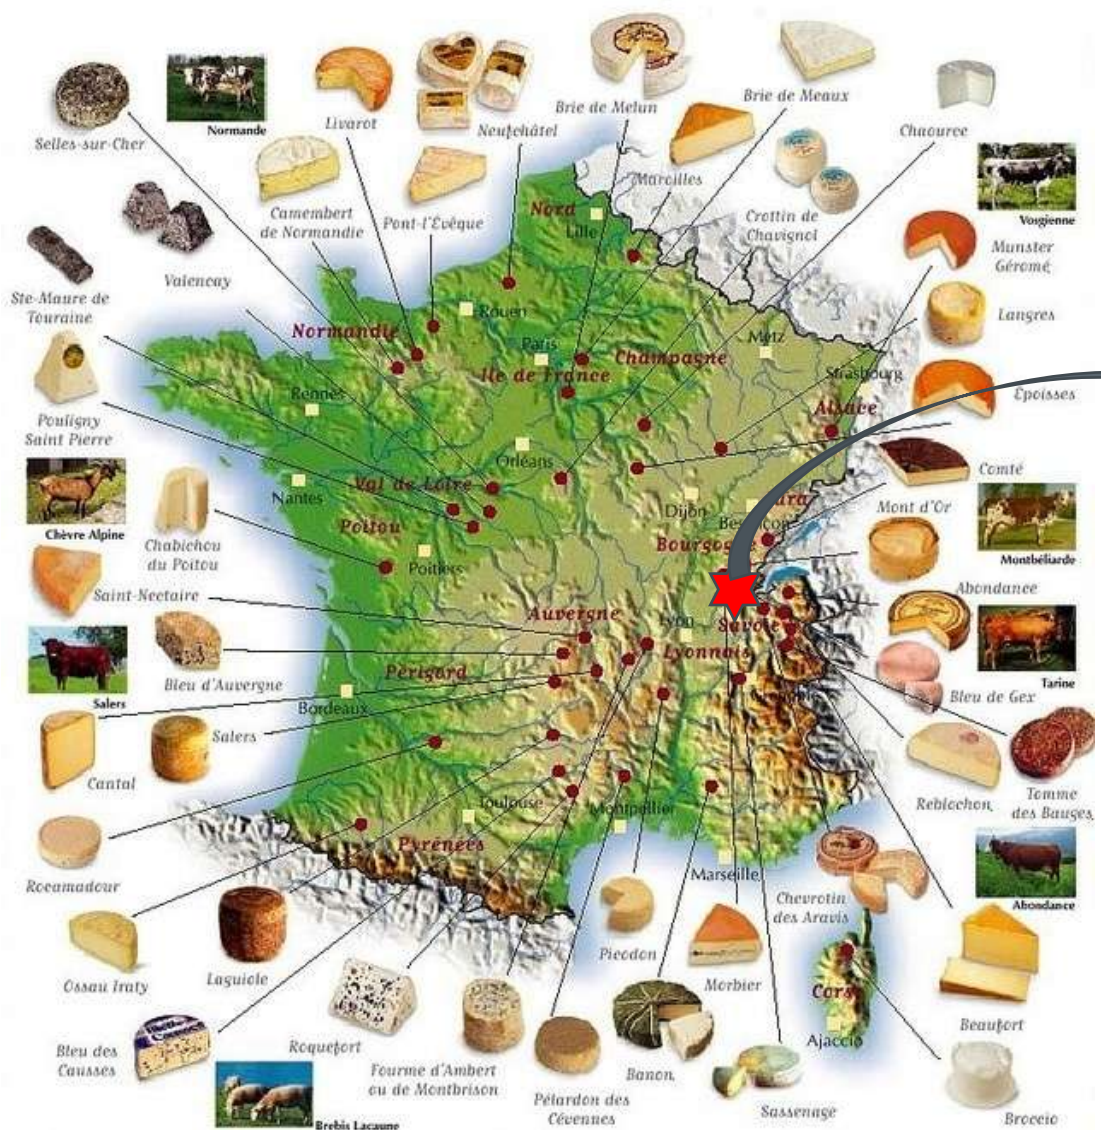 Selles-sur-Cher
Normande
Livarot
Neufchâtel
Brie de Melun
Brie de Meaux
Chaource
Camembert
de Normandie
Pont-l'Évêque
Maroilles
Crottin de
Chavignol
Vosgienne
Munster
Géromé
Valencay
Ste-Maure de
Touraine
Langres
Nord
Lille
Rouen
Normandie
Paris
Ile de France
Champagne
Metz
Strasbourg
Alsace
Époisses
Pouligny
Saint Pierre
Rennes
Orléans
Nantes
Val de Loire
Poitou
Poitiers
Dijon
Besancon
Bourgogne
Comté
Mont d'Or
Montbéliarde
Chèvre Alpine
Chabichou
du Poitou
Saint-Nectaire
Abondance
Auvergne
Lyon
Savoie
Lyonnais
Tarine
Bleu d'Auvergne
Périgord
Bordeaux
Bleu de Gex
Salers
Salers
Cantal
Reblochon
Tomme
des Bauges
Toulouse
Montpellier
Pyrénées
Marseille
Rocamadour
Chevrotin
des Aravis
Abondance
Ossau Iraty
Laguiole
Picodon
Morbier
Corse
Ajaccio
Beaufort
Bleu des
Causses
Roquefort
Fourme d'Ambert
ou de Montbrison
Pélardon des
Cévennes
Banon
Sassenage
Broccio
Brebis Lacaune